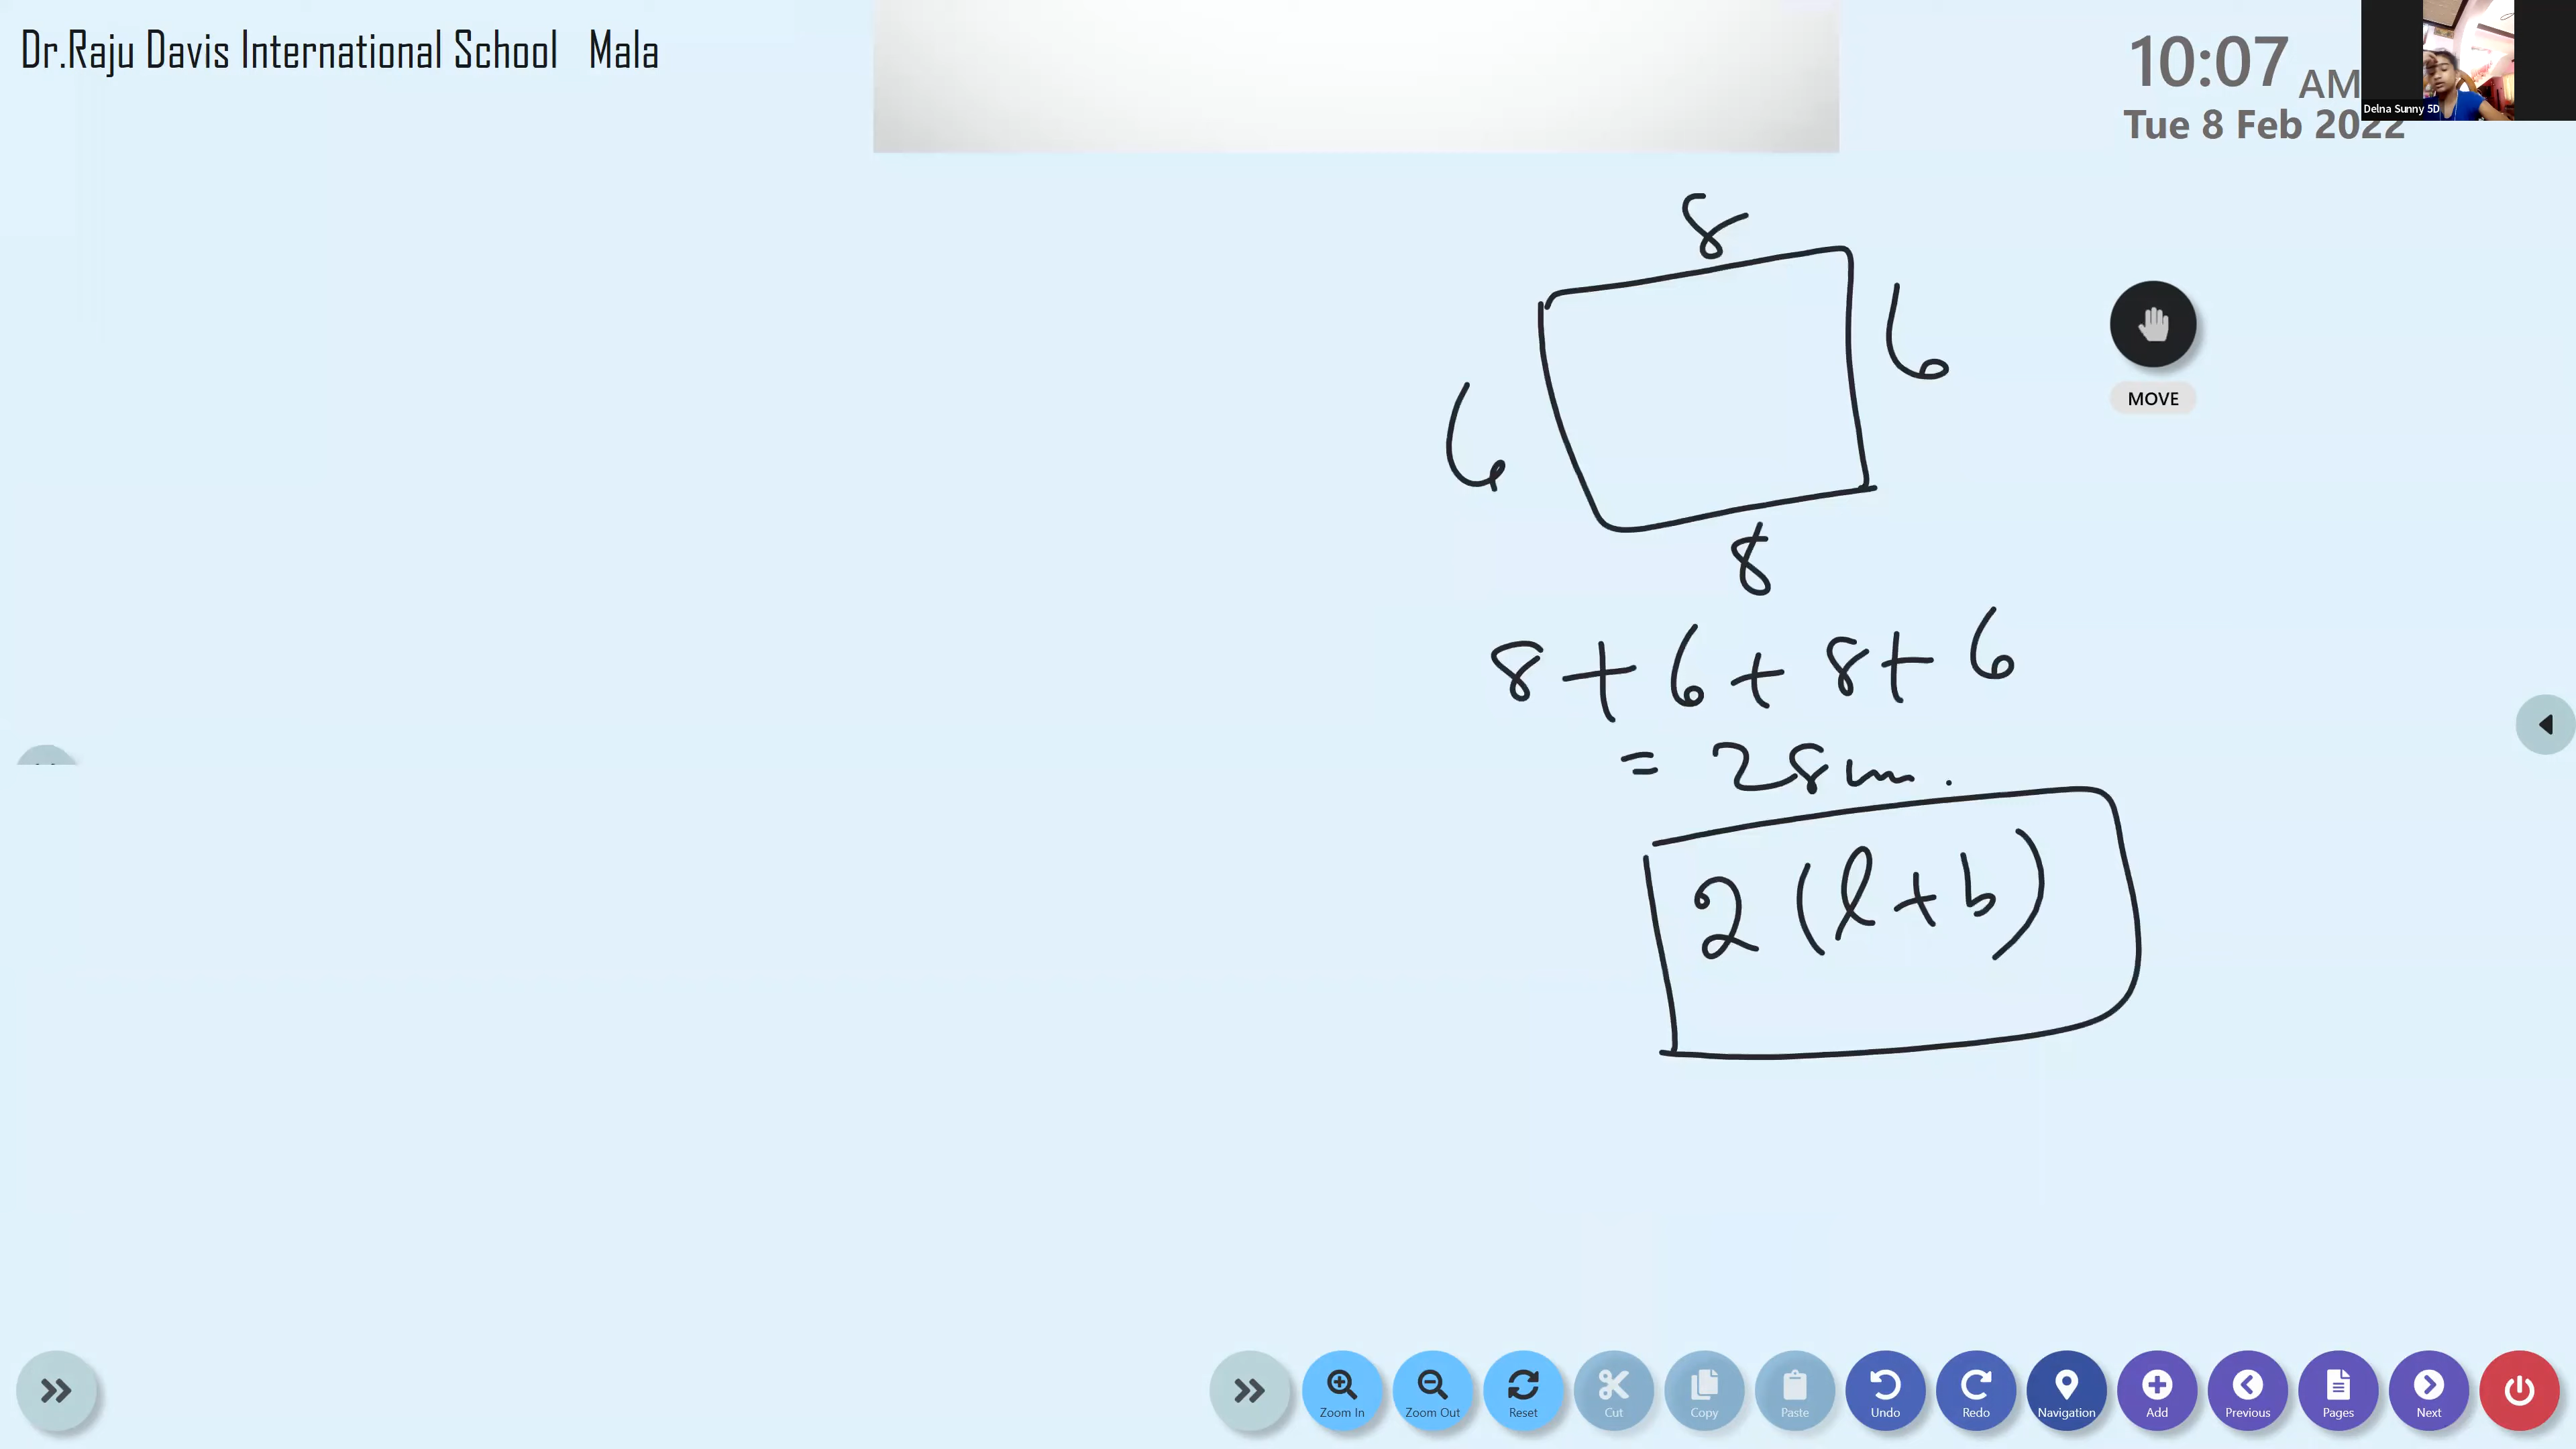 Dr.Raju Davis International School Mala
10:07 AM
Tue 8 Feb 2022
Delna Sunny 5D
8
6
6
8
MOVE
8 + 6 + 8 + 6
= 28 cm .
2 (l + b)
Zoom In Zoom Out Reset Cut Copy Paste Undo Redo Navigation Add Previous Pages Next